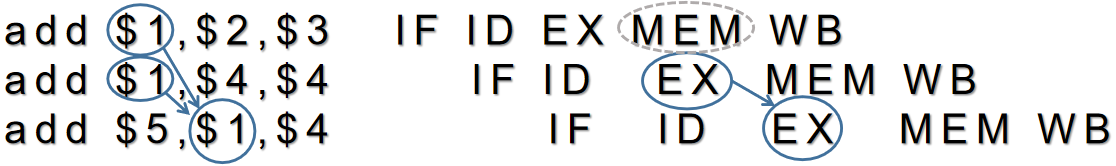 add $1,$2,$3 IF ID EX MEM WB
add $1,$4,$4 IF ID EX MEM WB
add $5,$1,$4 IF ID EX MEM WB